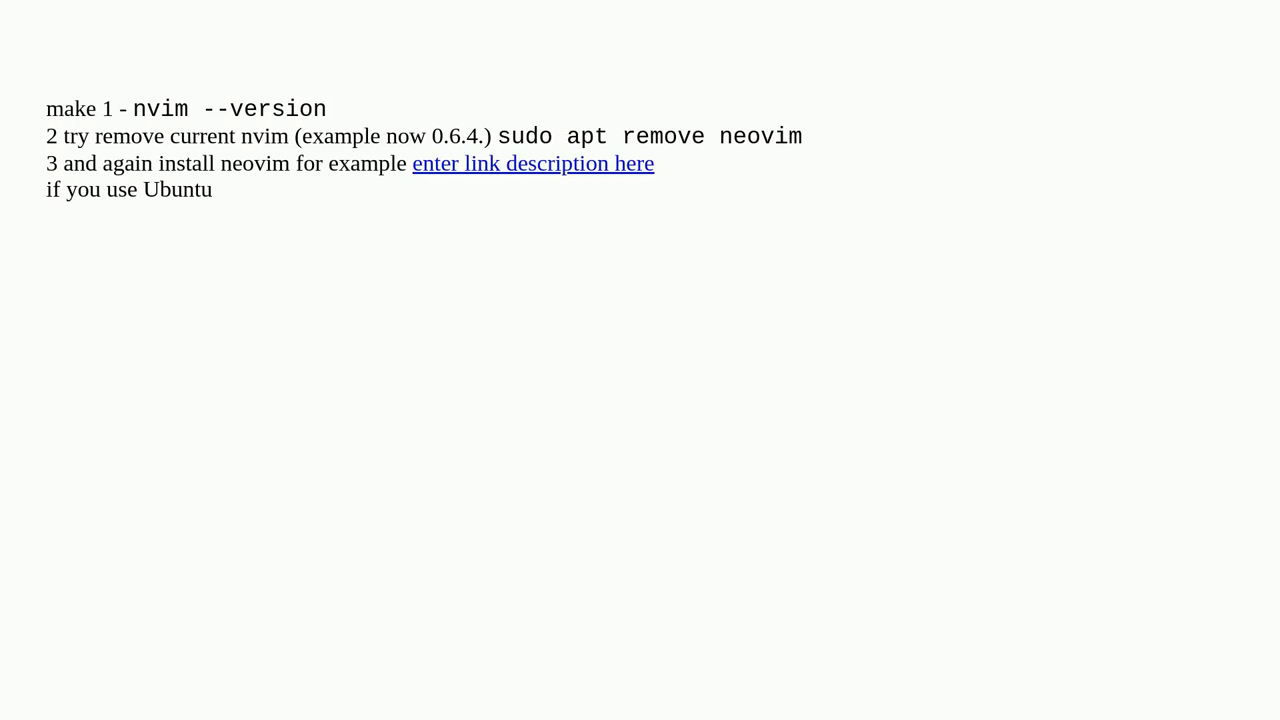 make 1 - nvim --version
2 try remove current nvim (example now 0.6.4.) sudo apt remove neovim
3 and again install neovim for example enter link description here
if you use Ubuntu